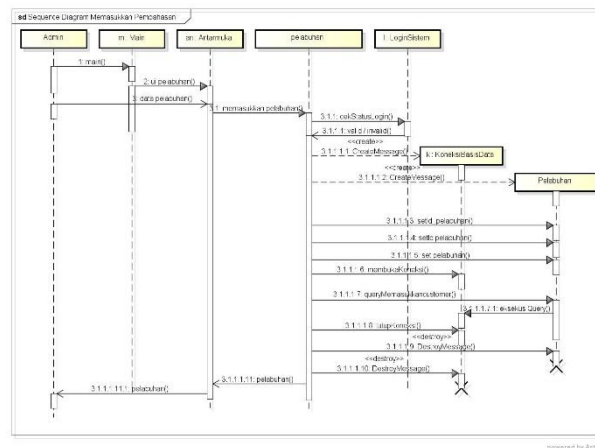 sd Sequence Diagram Memasukkan Pembahasan
Admin
m : Main
an : Antarmuka
pelabuhan
l : LoginSistem
1: main()
2: ui pelabuhan()
3: data pelabuhan()
3.1: memasukkan pelabuhan()
3.1.1: cekStatusLogin()
3.1.1.1: valid / invalid()
<<create>>
3.1.1.1.1: CreateMessage()
k : KoneksiBasisData
<<create>>
3.1.1.1.2: CreateMessage()
Pelabuhan
3.1.1.1.3: setid_pelabuhan()
3.1.1.1.4: setid pelabuhan()
3.1.1.1.5: set pelabuhan()
3.1.1.1.6: membukaKoneksi()
3.1.1.1.7: queryMemasukkancustomer()
3.1.1.1.7.1: eksekusi Query()
3.1.1.1.8: tutupKoneksi()
<<destroy>>
3.1.1.1.9: DestroyMessage()
<<destroy>>
3.1.1.1.10: DestroyMessage()
3.1.1.1.11: pelabuhan()
3.1.1.1.11.1: pelabuhan()